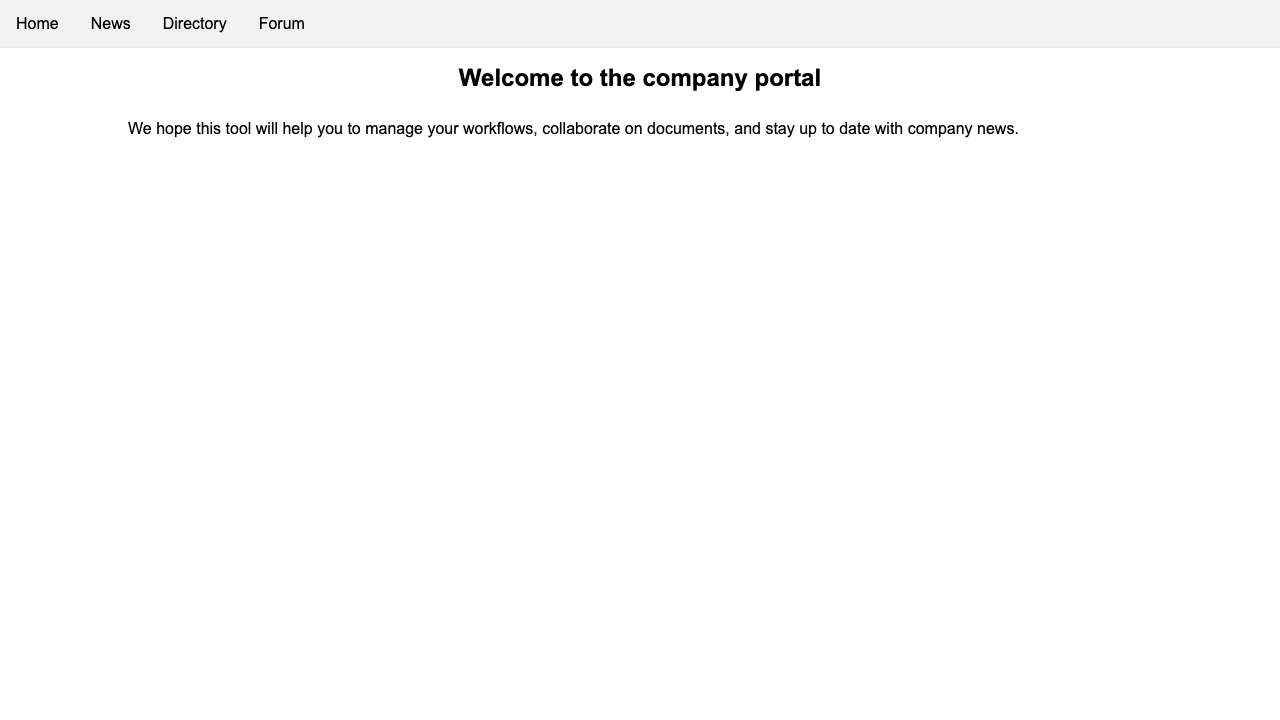 Home News Directory Forum
Welcome to the company portal
We hope this tool will help you to manage your workflows, collaborate on documents, and stay up to date with company news.